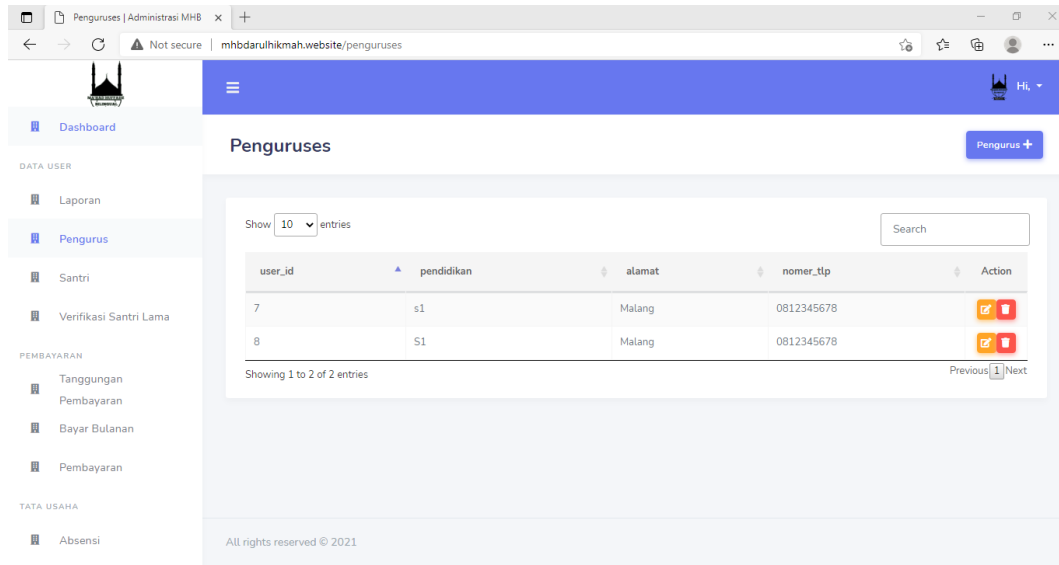 Penguruses | Administrasi MHB
Not secure | mhbdarulhikmah.website/penguruses
Hi,
Dashboard
Penguruses
Pengurus
DATA USER
Laporan
Pengurus
Santri
Verifikasi Santri Lama
PEMBAYARAN
Tanggungan
Pembayaran
Bayar Bulanan
Pembayaran
TATA USAHA
Absensi
Show 10 entries
Search
user_id pendidikan alamat nomer_tlp Action
7 s1 Malang 0812345678
8 S1 Malang 0812345678
Showing 1 to 2 of 2 entries
Previous 1 Next
All rights reserved © 2021